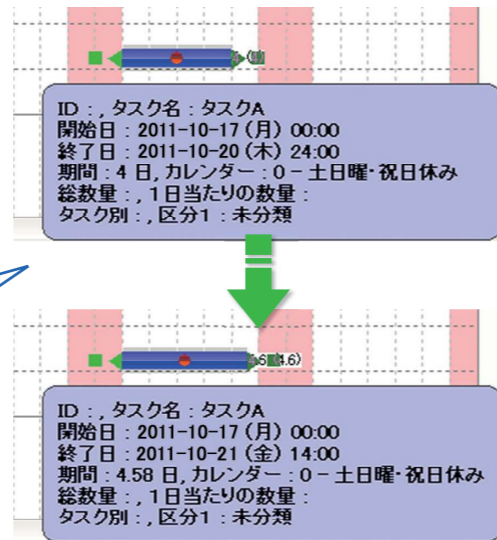 ID：, タスク名：タスクA
開始日：2011-10-17 (月) 00:00
終了日：2011-10-20 (木) 24:00
期間：4 日, カレンダー：0 − 土日曜･祝日休み
総数量：, 1日当たりの数量：
タスク別：, 区分1：未分類
ID：, タスク名：タスクA
開始日：2011-10-17 (月) 00:00
終了日：2011-10-21 (金) 14:00
期間：4.58 日, カレンダー：0 − 土日曜･祝日休み
総数量：, 1日当たりの数量：
タスク別：, 区分1：未分類